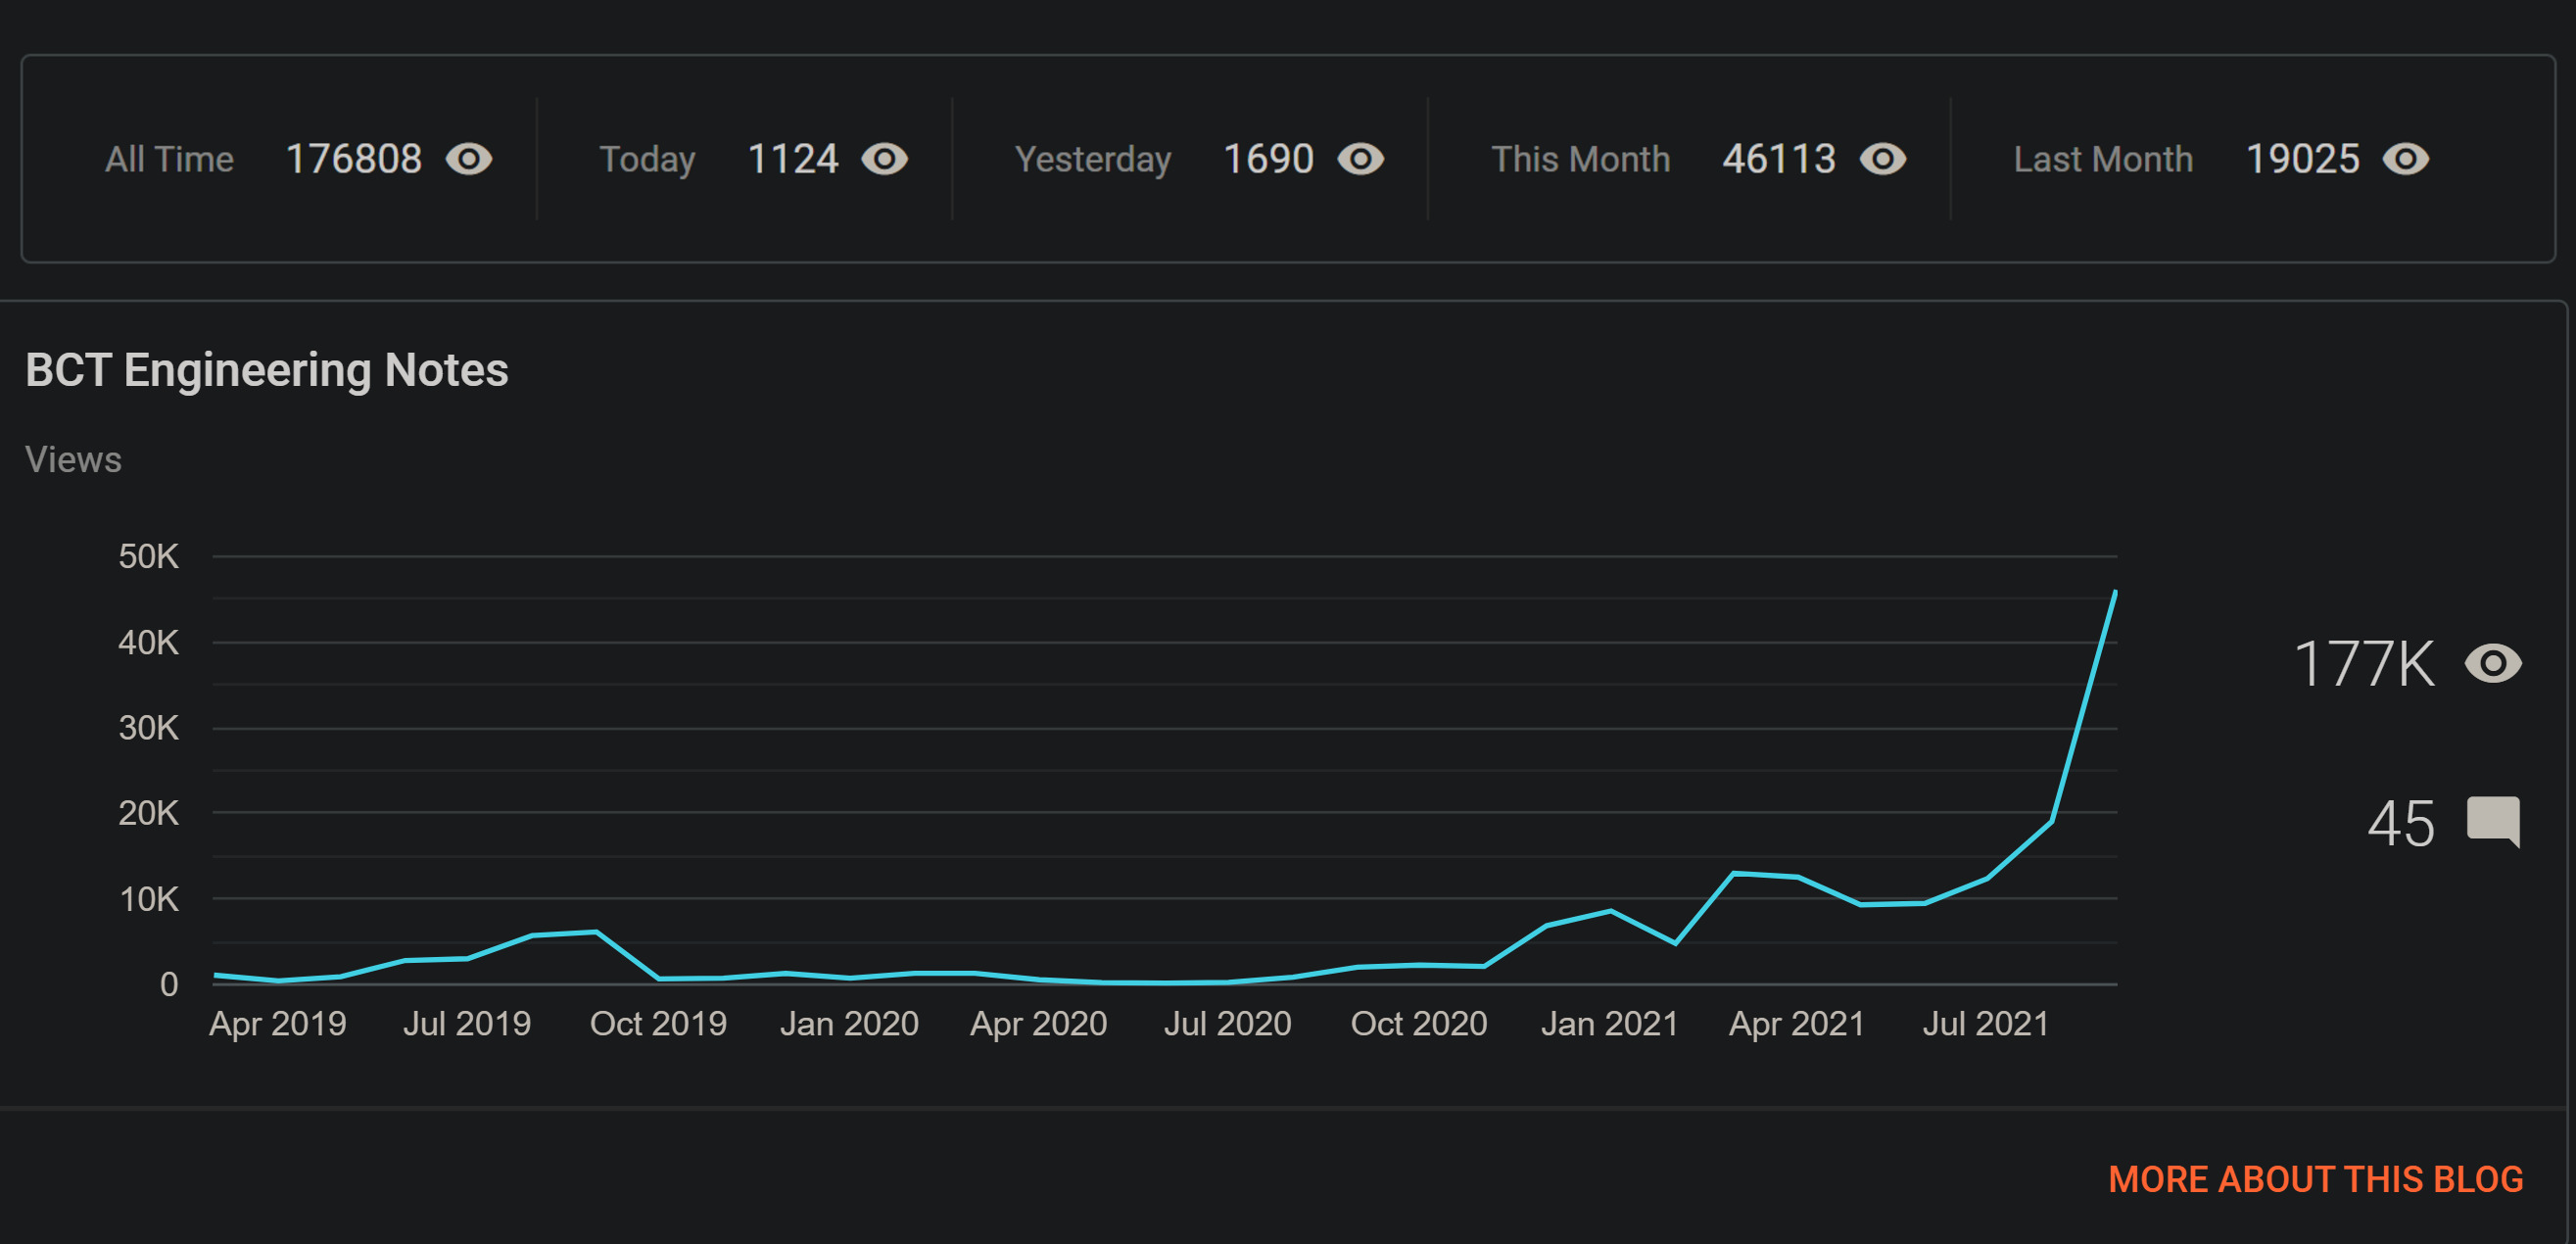 All Time 176808 Today 1124 Yesterday 1690 This Month 46113 Last Month 19025
BCT Engineering Notes
Views
50K
40K
30K
20K
10K
0
Apr 2019 Jul 2019 Oct 2019 Jan 2020 Apr 2020 Jul 2020 Oct 2020 Jan 2021 Apr 2021 Jul 2021
177K
45
MORE ABOUT THIS BLOG